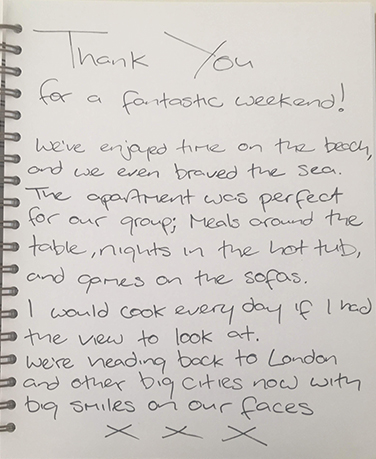 Thank You
for a fantastic weekend!
We've enjoyed time on the beach,
and we even braved the sea.
The apartment was perfect
for our group; Meals around the
table, nights in the hot tub,
and games on the sofas.
I would cook every day if I had
the view to look at.
We're heading back to London
and other big cities now with
big smiles on our faces
X X X